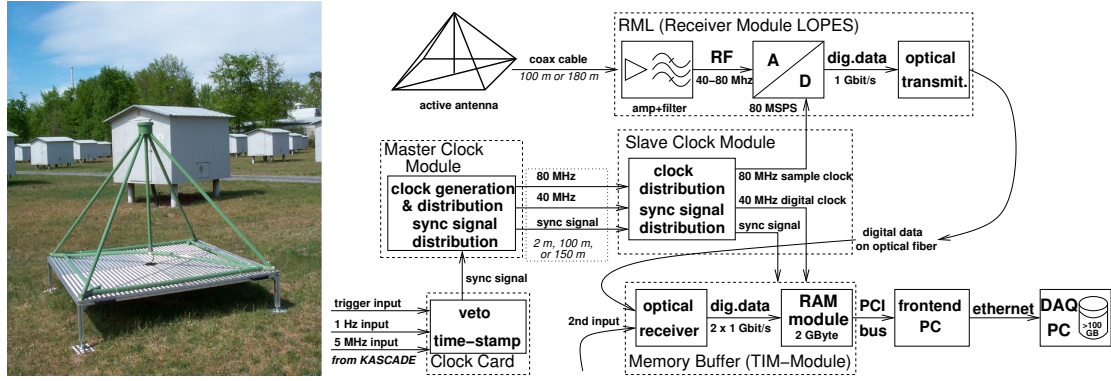 RML (Receiver Module LOPES)
coax cable
100 m or 180 m
active antenna
amp+filter
RF
40–80 Mhz
A
D
80 MSPS
dig.data
1 Gbit/s
optical
transmit.
Master Clock
Module
clock generation
& distribution
sync signal
distribution
80 MHz
40 MHz
sync signal
2 m, 100 m,
or 150 m
Slave Clock Module
clock
distribution
sync signal
distribution
80 MHz sample clock
40 MHz digital clock
sync signal
digital data
on optical fiber
sync signal
trigger input
1 Hz input
5 MHz input
from KASCADE
veto
time–stamp
Clock Card
2nd input
optical
receiver
dig.data
2 x 1 Gbit/s
RAM
module
2 GByte
Memory Buffer (TIM–Module)
PCI
bus
frontend
PC
ethernet
DAQ
PC
>100
GB